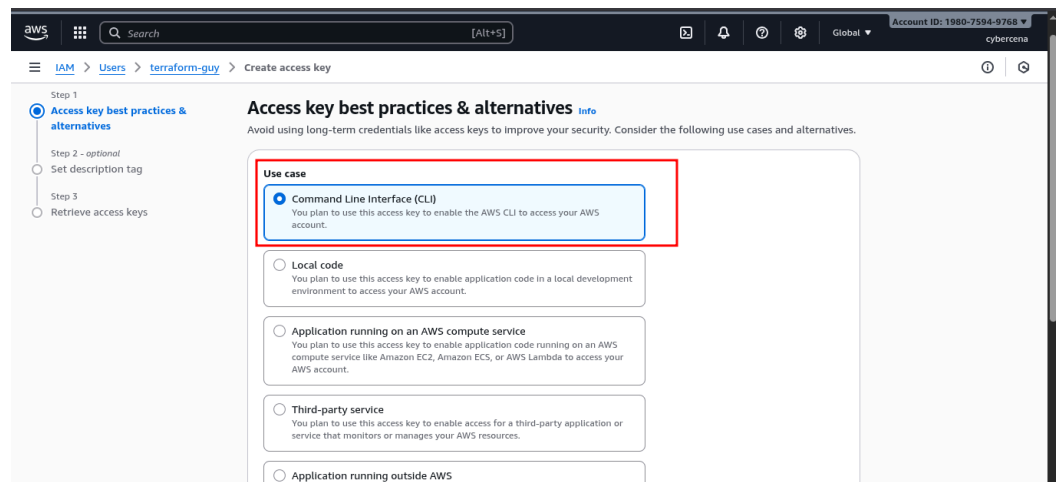 aws
Search
[Alt+S]
Global ▼
Account ID: 1980-7594-9768 ▼
cybercena
IAM > Users > terraform-guy > Create access key
Step 1
Access key best practices &
alternatives
Step 2 - optional
Set description tag
Step 3
Retrieve access keys
Access key best practices & alternatives Info
Avoid using long-term credentials like access keys to improve your security. Consider the following use cases and alternatives.
Use case
Command Line Interface (CLI)
You plan to use this access key to enable the AWS CLI to access your AWS
account.
Local code
You plan to use this access key to enable application code in a local development
environment to access your AWS account.
Application running on an AWS compute service
You plan to use this access key to enable application code running on an AWS
compute service like Amazon EC2, Amazon ECS, or AWS Lambda to access your
AWS account.
Third-party service
You plan to use this access key to enable access for a third-party application or
service that monitors or manages your AWS resources.
Application running outside AWS